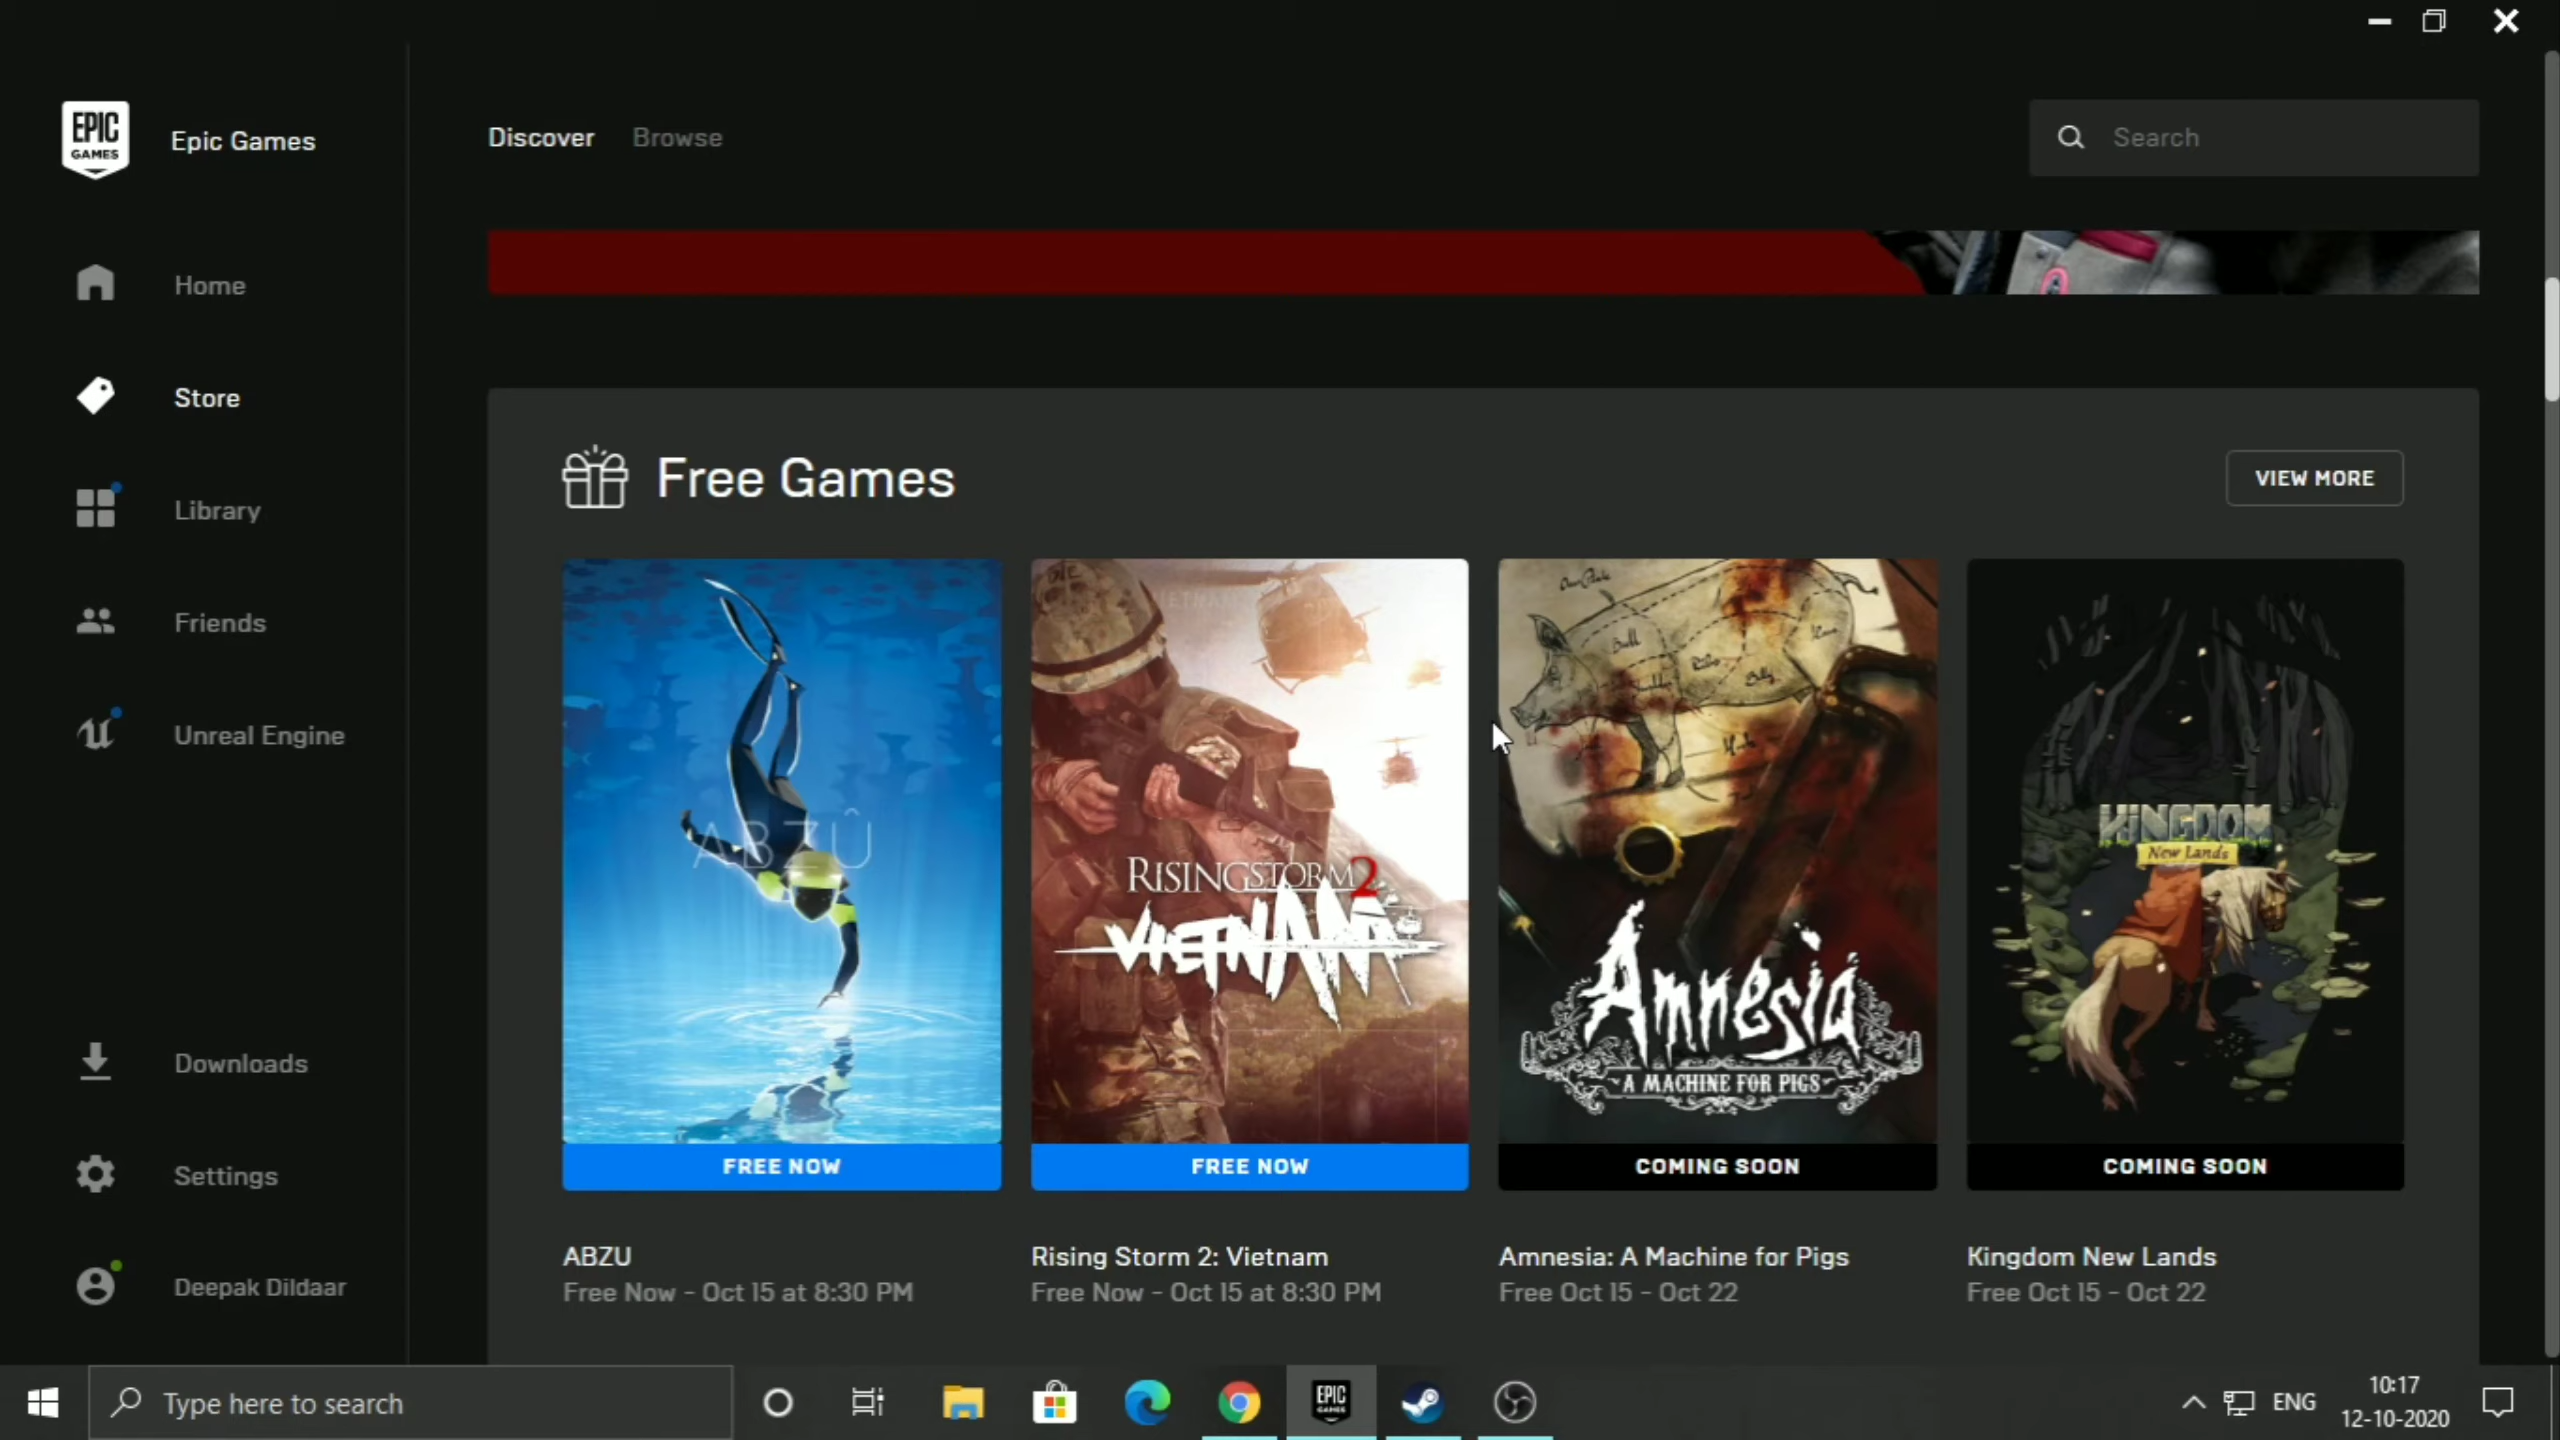 EPIC
GAMES
Epic Games
Discover
Browse
Search
Home
Store
Library
Friends
Unreal Engine
Downloads
Settings
Deepak Dildaar
Free Games
VIEW MORE
ABZÛ
RISING STORM 2
VIETNAM
Amnesia
A MACHINE FOR PIGS
KINGDOM
New Lands
FREE NOW
FREE NOW
COMING SOON
COMING SOON
ABZU
Free Now - Oct 15 at 8:30 PM
Rising Storm 2: Vietnam
Free Now - Oct 15 at 8:30 PM
Amnesia: A Machine for Pigs
Free Oct 15 - Oct 22
Kingdom New Lands
Free Oct 15 - Oct 22
Type here to search
EPIC
GAMES
ENG
10:17
12-10-2020